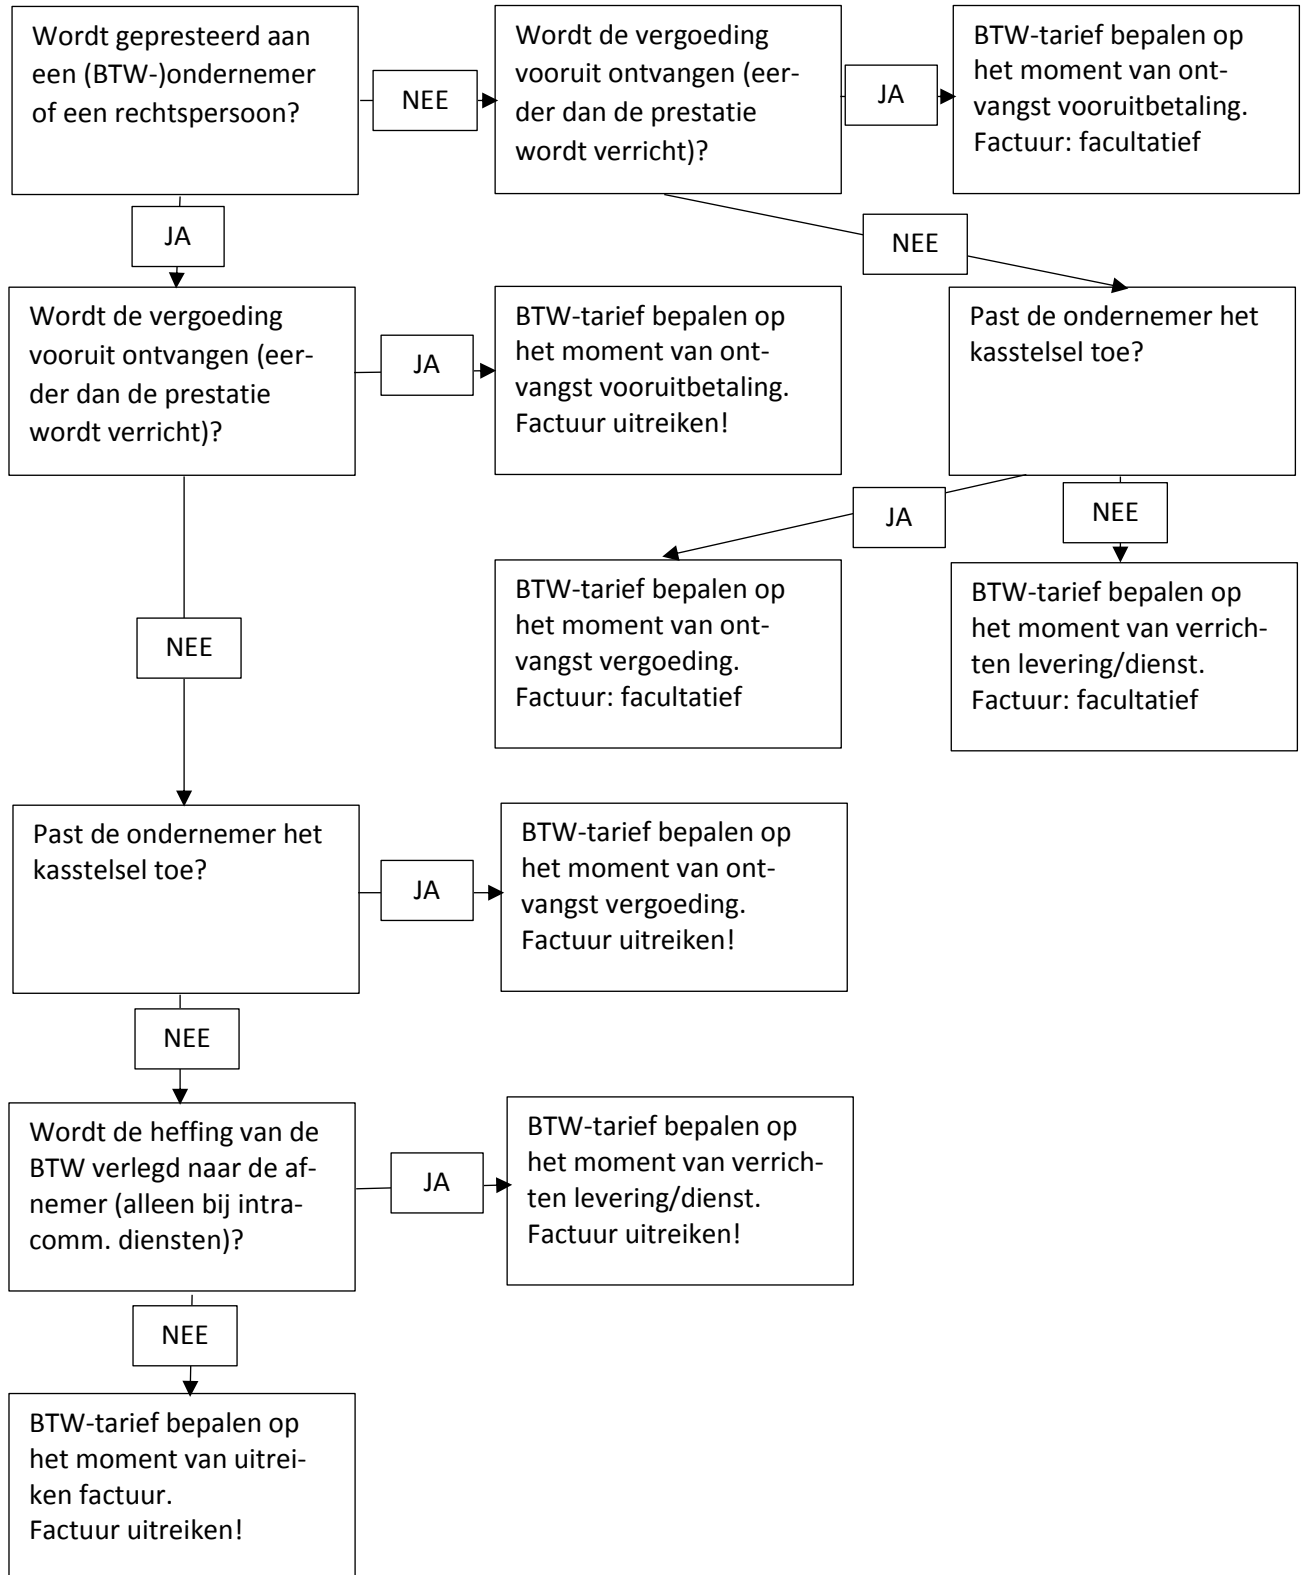 Wordt gepresteerd aan
een (BTW-)ondernemer
of een rechtspersoon?
NEE
Wordt de vergoeding
vooruit ontvangen (eer-
der dan de prestatie
wordt verricht)?
JA
BTW-tarief bepalen op
het moment van ont-
vangst vooruitbetaling.
Factuur: facultatief
JA
NEE
Wordt de vergoeding
vooruit ontvangen (eer-
der dan de prestatie
wordt verricht)?
JA
BTW-tarief bepalen op
het moment van ont-
vangst vooruitbetaling.
Factuur uitreiken!
Past de ondernemer het
kasstelsel toe?
JA
NEE
BTW-tarief bepalen op
het moment van ont-
vangst vergoeding.
Factuur: facultatief
BTW-tarief bepalen op
het moment van verrich-
ten levering/dienst.
Factuur: facultatief
NEE
Past de ondernemer het
kasstelsel toe?
JA
BTW-tarief bepalen op
het moment van ont-
vangst vergoeding.
Factuur uitreiken!
NEE
Wordt de heffing van de
BTW verlegd naar de af-
nemer (alleen bij intra-
comm. diensten)?
JA
BTW-tarief bepalen op
het moment van verrich-
ten levering/dienst.
Factuur uitreiken!
NEE
BTW-tarief bepalen op
het moment van uitrei-
ken factuur.
Factuur uitreiken!